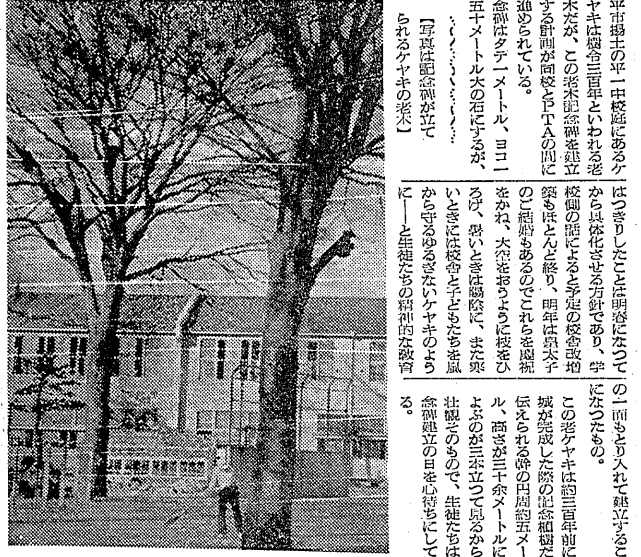 平市揚土の平一中校庭にあるケ
ヤキは樹令三百年といわれる老
木だが、この老木記念碑を建立
する計画が同校とPTAの間に
進められている。
念碑はタテ一メートル、ヨコ一
五十メートル大の石にするが、
【写真は記念碑が立て
られるケヤキの老木】
はつきりしたことは明春になつて
から具体化させる方針であり、学
校側の話によると予定の校舎改増
築もほとんど終り、明年は皇太子
のご結婚もあるのでこれらを慶祝
をかね、大空をおうように枝をひ
ろげ、暑いときは陽陰に、また寒
いときには校舎と子どもたちを嵐
から守るゆるぎないケヤキのよう
に――と生徒たちの精神的な教育
の一面もとり入れて建立するこ
になつたもの。
この老ケヤキは約三百年前に
城が完成した際の記念植樹た
伝えられる幹の円周約五メー
ル、高さが三十余メートルに
よぶのが三本立つて見るから
壮観そのもので、生徒たちは
念碑建立の日を心待ちにして
る。